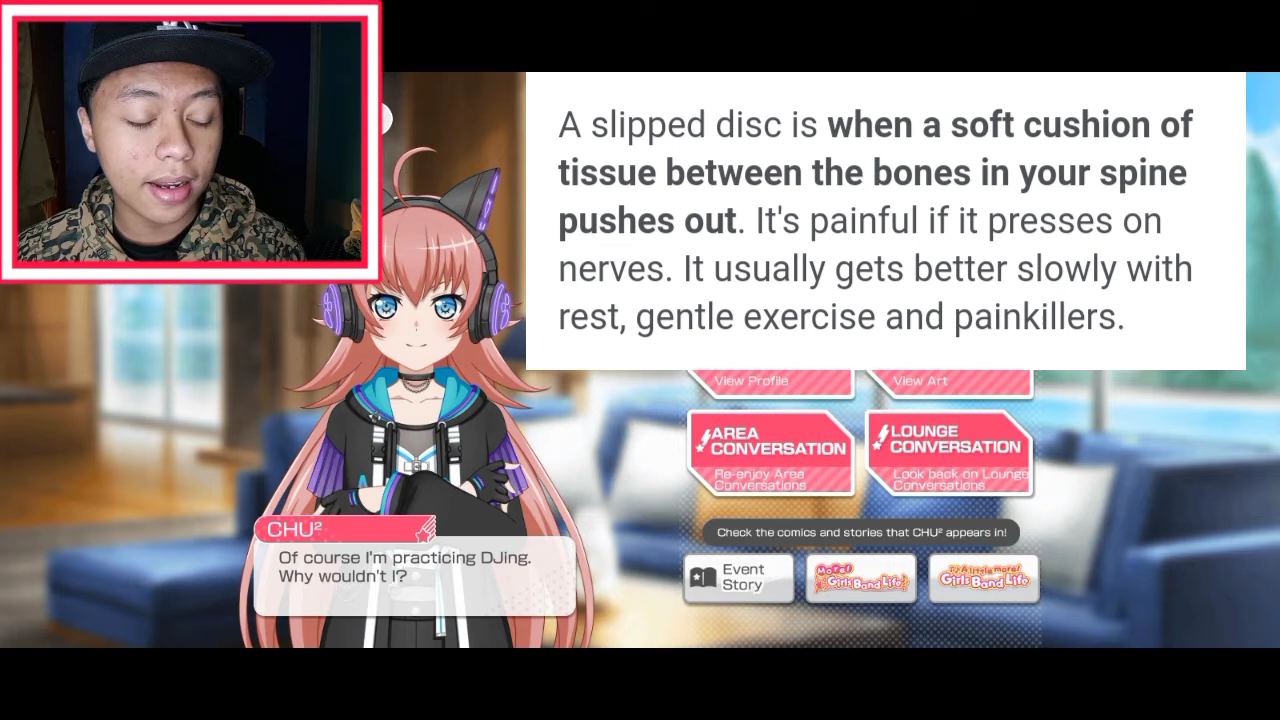 A slipped disc is when a soft cushion of
tissue between the bones in your spine
pushes out. It's painful if it presses on
nerves. It usually gets better slowly with
rest, gentle exercise and painkillers.
View Profile
View Art
AREA
CONVERSATION
Re-enjoy Area
Conversations
LOUNGE
CONVERSATION
Look back on Lounge
Conversations
CHU²
Of course I'm practicing DJing.
Why wouldn't I?
Check the comics and stories that CHU² appears in!
Event
Story
More!
Girls Band Life!
A little more!
Girls Band Life